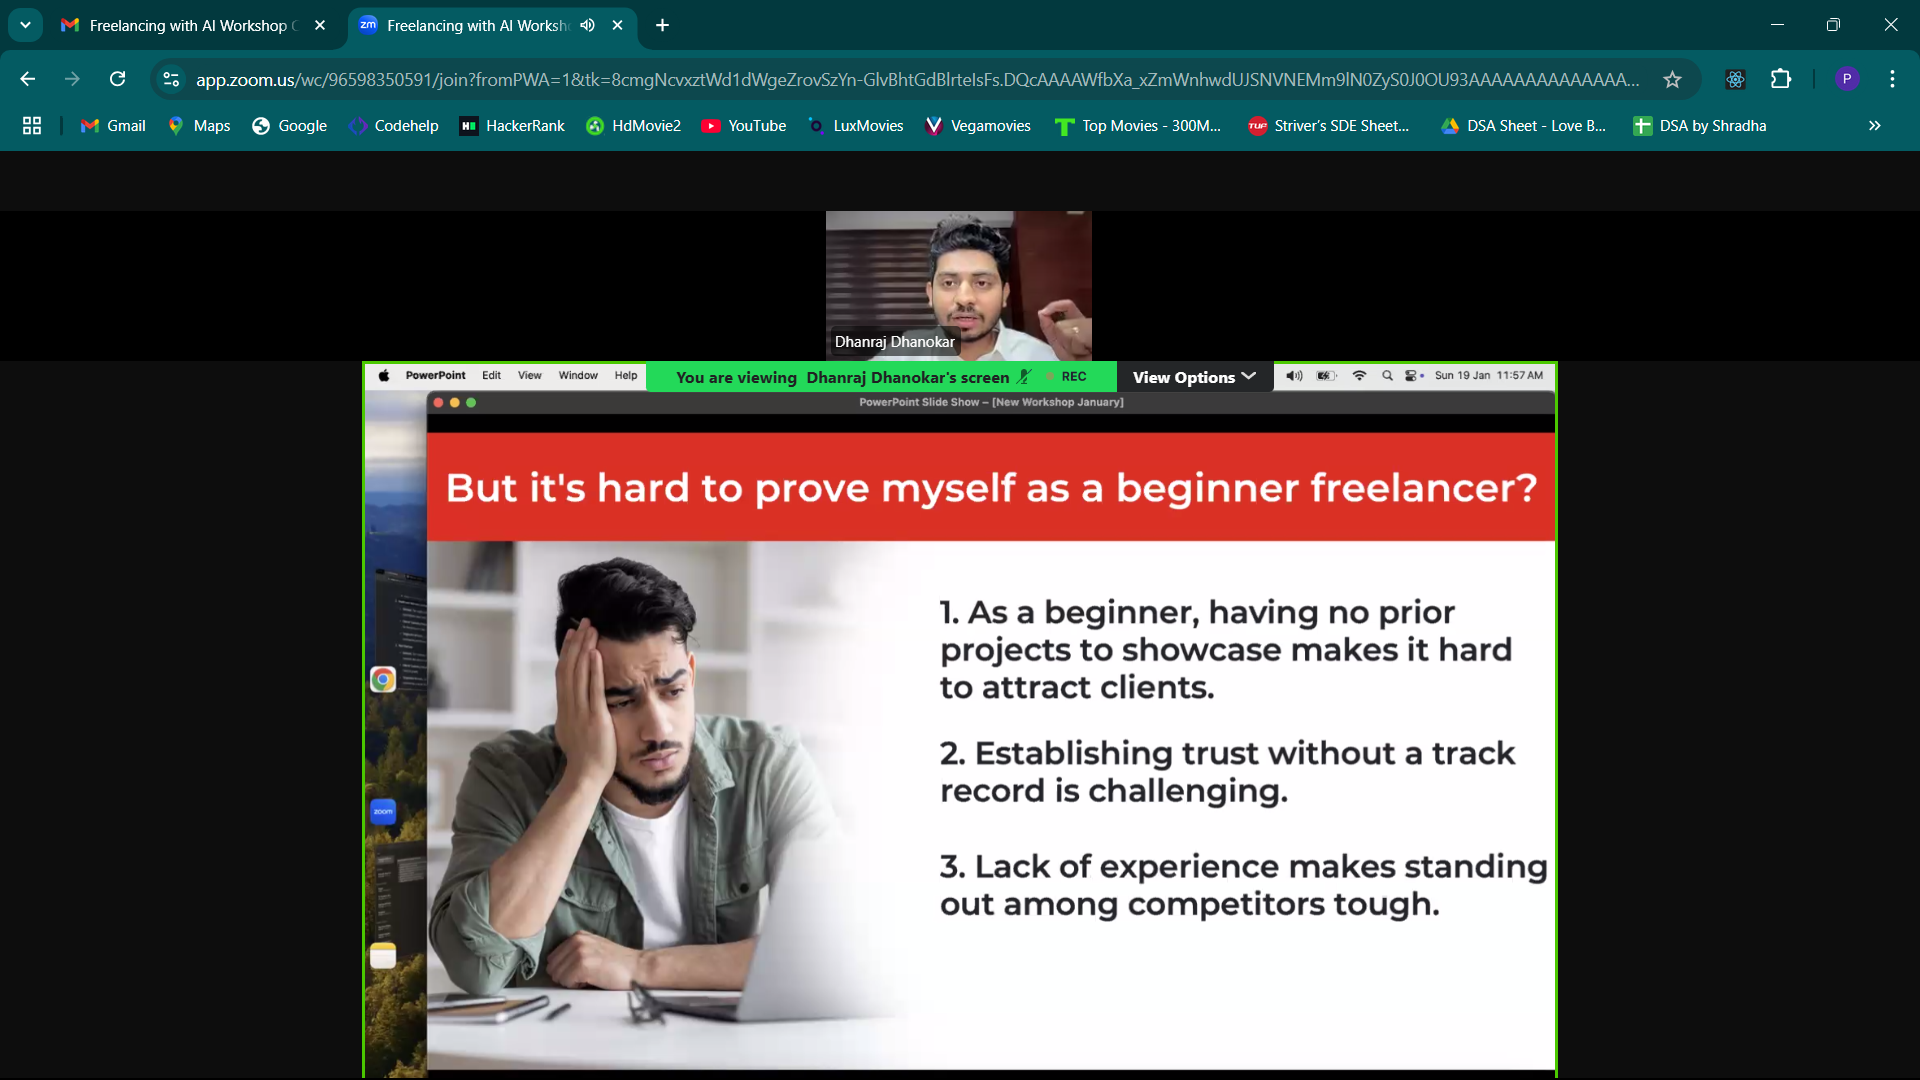 Freelancing with AI Workshop
Freelancing with AI Worksh
app.zoom.us/wc/96598350591/join?fromPWA=1&tk=8cmgNcvxztWd1dWgeZrovSzYn-GlvBhtGdBlrteIsFs.DQcAAAAWfbXa_xZmWnhwdUJSNVNEMm9lN0ZyS0J0OU93AAAAAAAAAAAAAA...
P
Gmail
Maps
Google
Codehelp
HackerRank
HdMovie2
YouTube
LuxMovies
Vegamovies
Top Movies - 300M...
Striver's SDE Sheet...
DSA Sheet - Love B...
DSA by Shradha
Dhanraj Dhanokar
PowerPoint Edit View Window Help
You are viewing Dhanraj Dhanokar's screen
REC
View Options
Sun 19 Jan 11:57 AM
PowerPoint Slide Show – [New Workshop January]
But it's hard to prove myself as a beginner freelancer?
1. As a beginner, having no prior
projects to showcase makes it hard
to attract clients.
2. Establishing trust without a track
record is challenging.
3. Lack of experience makes standing
out among competitors tough.
zoom